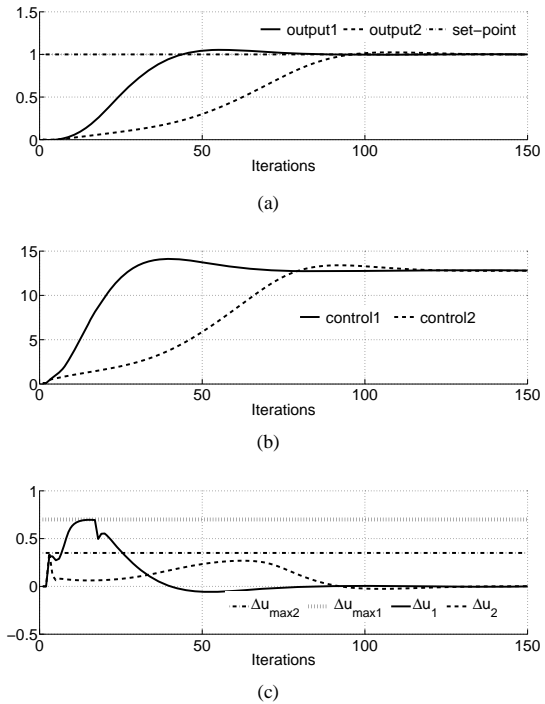 output1 output2 set−point
1.5
1
0.5
0
0 50 100 150
Iterations
(a)
15
10
5
0
0 50 100 150
control1 control2
Iterations
(b)
1
0.5
0
−0.5
Δu_max2 Δu_max1 Δu_1 Δu_2
0 50 100 150
Iterations
(c)